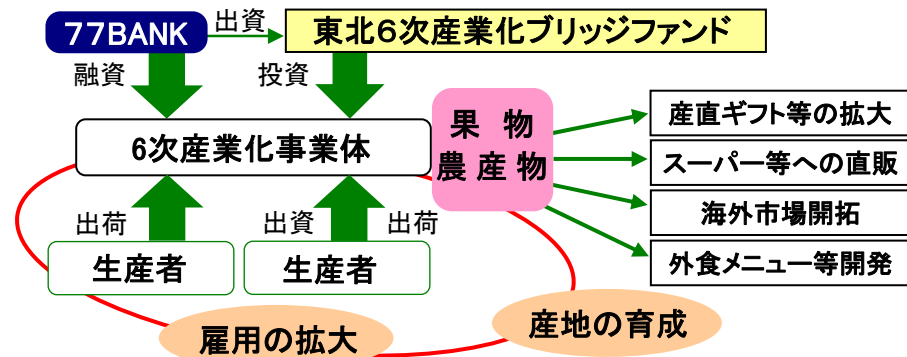 77BANK
出資
東北6次産業化ブリッジファンド
融資
投資
6次産業化事業体
果 物
農 産 物
産直ギフト等の拡大
スーパー等への直販
海外市場開拓
外食メニュー等開発
出荷
出資
出荷
生産者
生産者
雇用の拡大
産地の育成